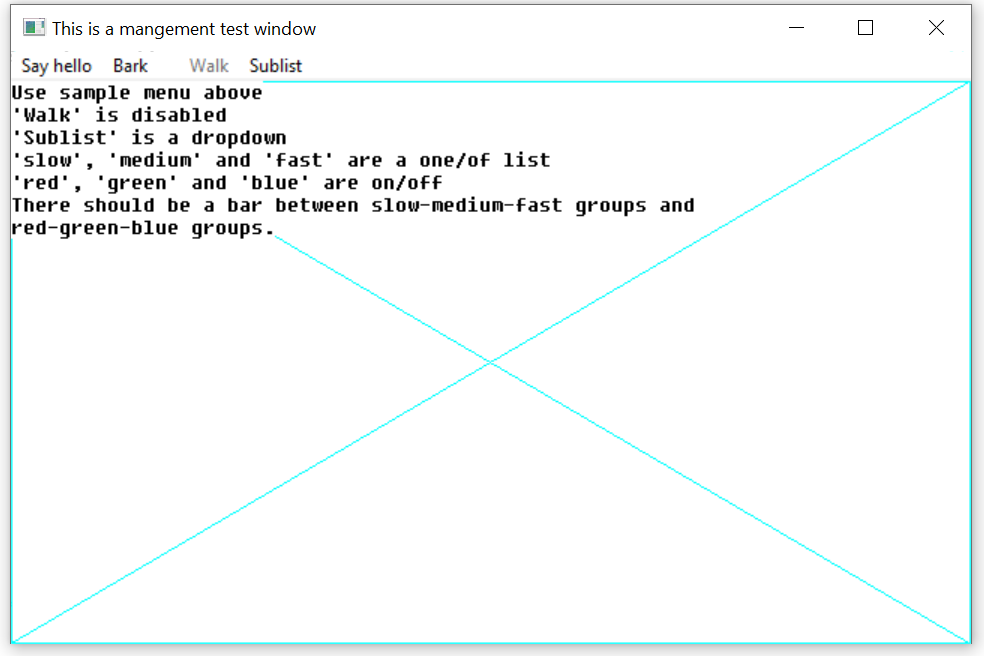 This is a mangement test window
Say hello Bark Walk Sublist
Use sample menu above
'Walk' is disabled
'Sublist' is a dropdown
'slow', 'medium' and 'fast' are a one/of list
'red', 'green' and 'blue' are on/off
There should be a bar between slow-medium-fast groups and
red-green-blue groups.